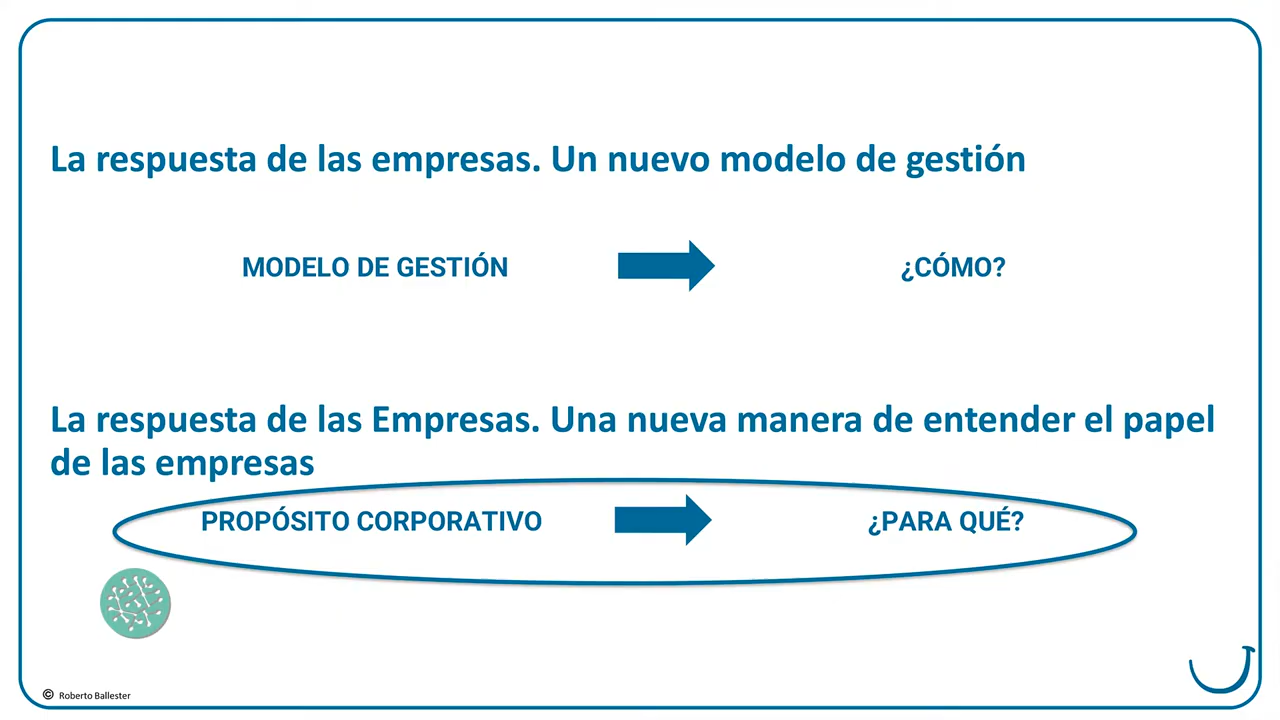 La respuesta de las empresas. Un nuevo modelo de gestión
MODELO DE GESTIÓN ¿CÓMO?
La respuesta de las Empresas. Una nueva manera de entender el papel
de las empresas
PROPÓSITO CORPORATIVO ¿PARA QUÉ?
© Roberto Ballester